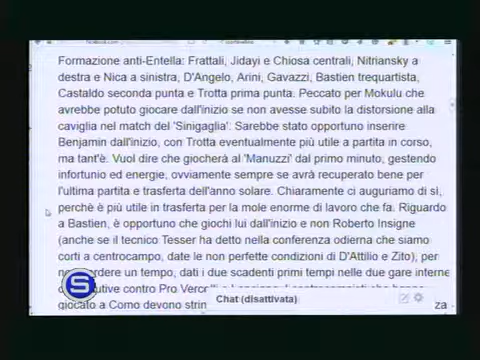 facebook.com
Formazione anti-Entella: Frattali, Jidayi e Chiosa centrali, Nitriansky a
destra e Nica a sinistra, D'Angelo, Arini, Gavazzi, Bastien trequartista,
Castaldo seconda punta e Trotta prima punta. Peccato per Mokulu che
avrebbe potuto giocare dall'inizio se non avesse subito la distorsione alla
caviglia nel match del 'Sinigaglia'. Sarebbe stato opportuno inserire
Benjamin dall'inizio, con Trotta eventualmente più utile a partita in corso,
ma tant'è. Vuol dire che giocherà al 'Manuzzi' dal primo minuto, gestendo
infortunio ed energie, ovviamente sempre se avrà recuperato bene per
l'ultima partita e trasferta dell'anno solare. Chiaramente ci auguriamo di sì,
perchè è più utile in trasferta per la mole enorme di lavoro che fa. Riguardo
a Bastien, è opportuno che giochi lui dall'inizio e non Roberto Insigne
(anche se il tecnico Tesser ha detto nella conferenza odierna che siamo
corti a centrocampo, date le non perfette condizioni di D'Attilio e Zito), per
perdere un tempo, dati i due scadenti primi tempi nelle due gare interne
contro Pro
giocato a Como devono
S
Chat (disattivata)
za